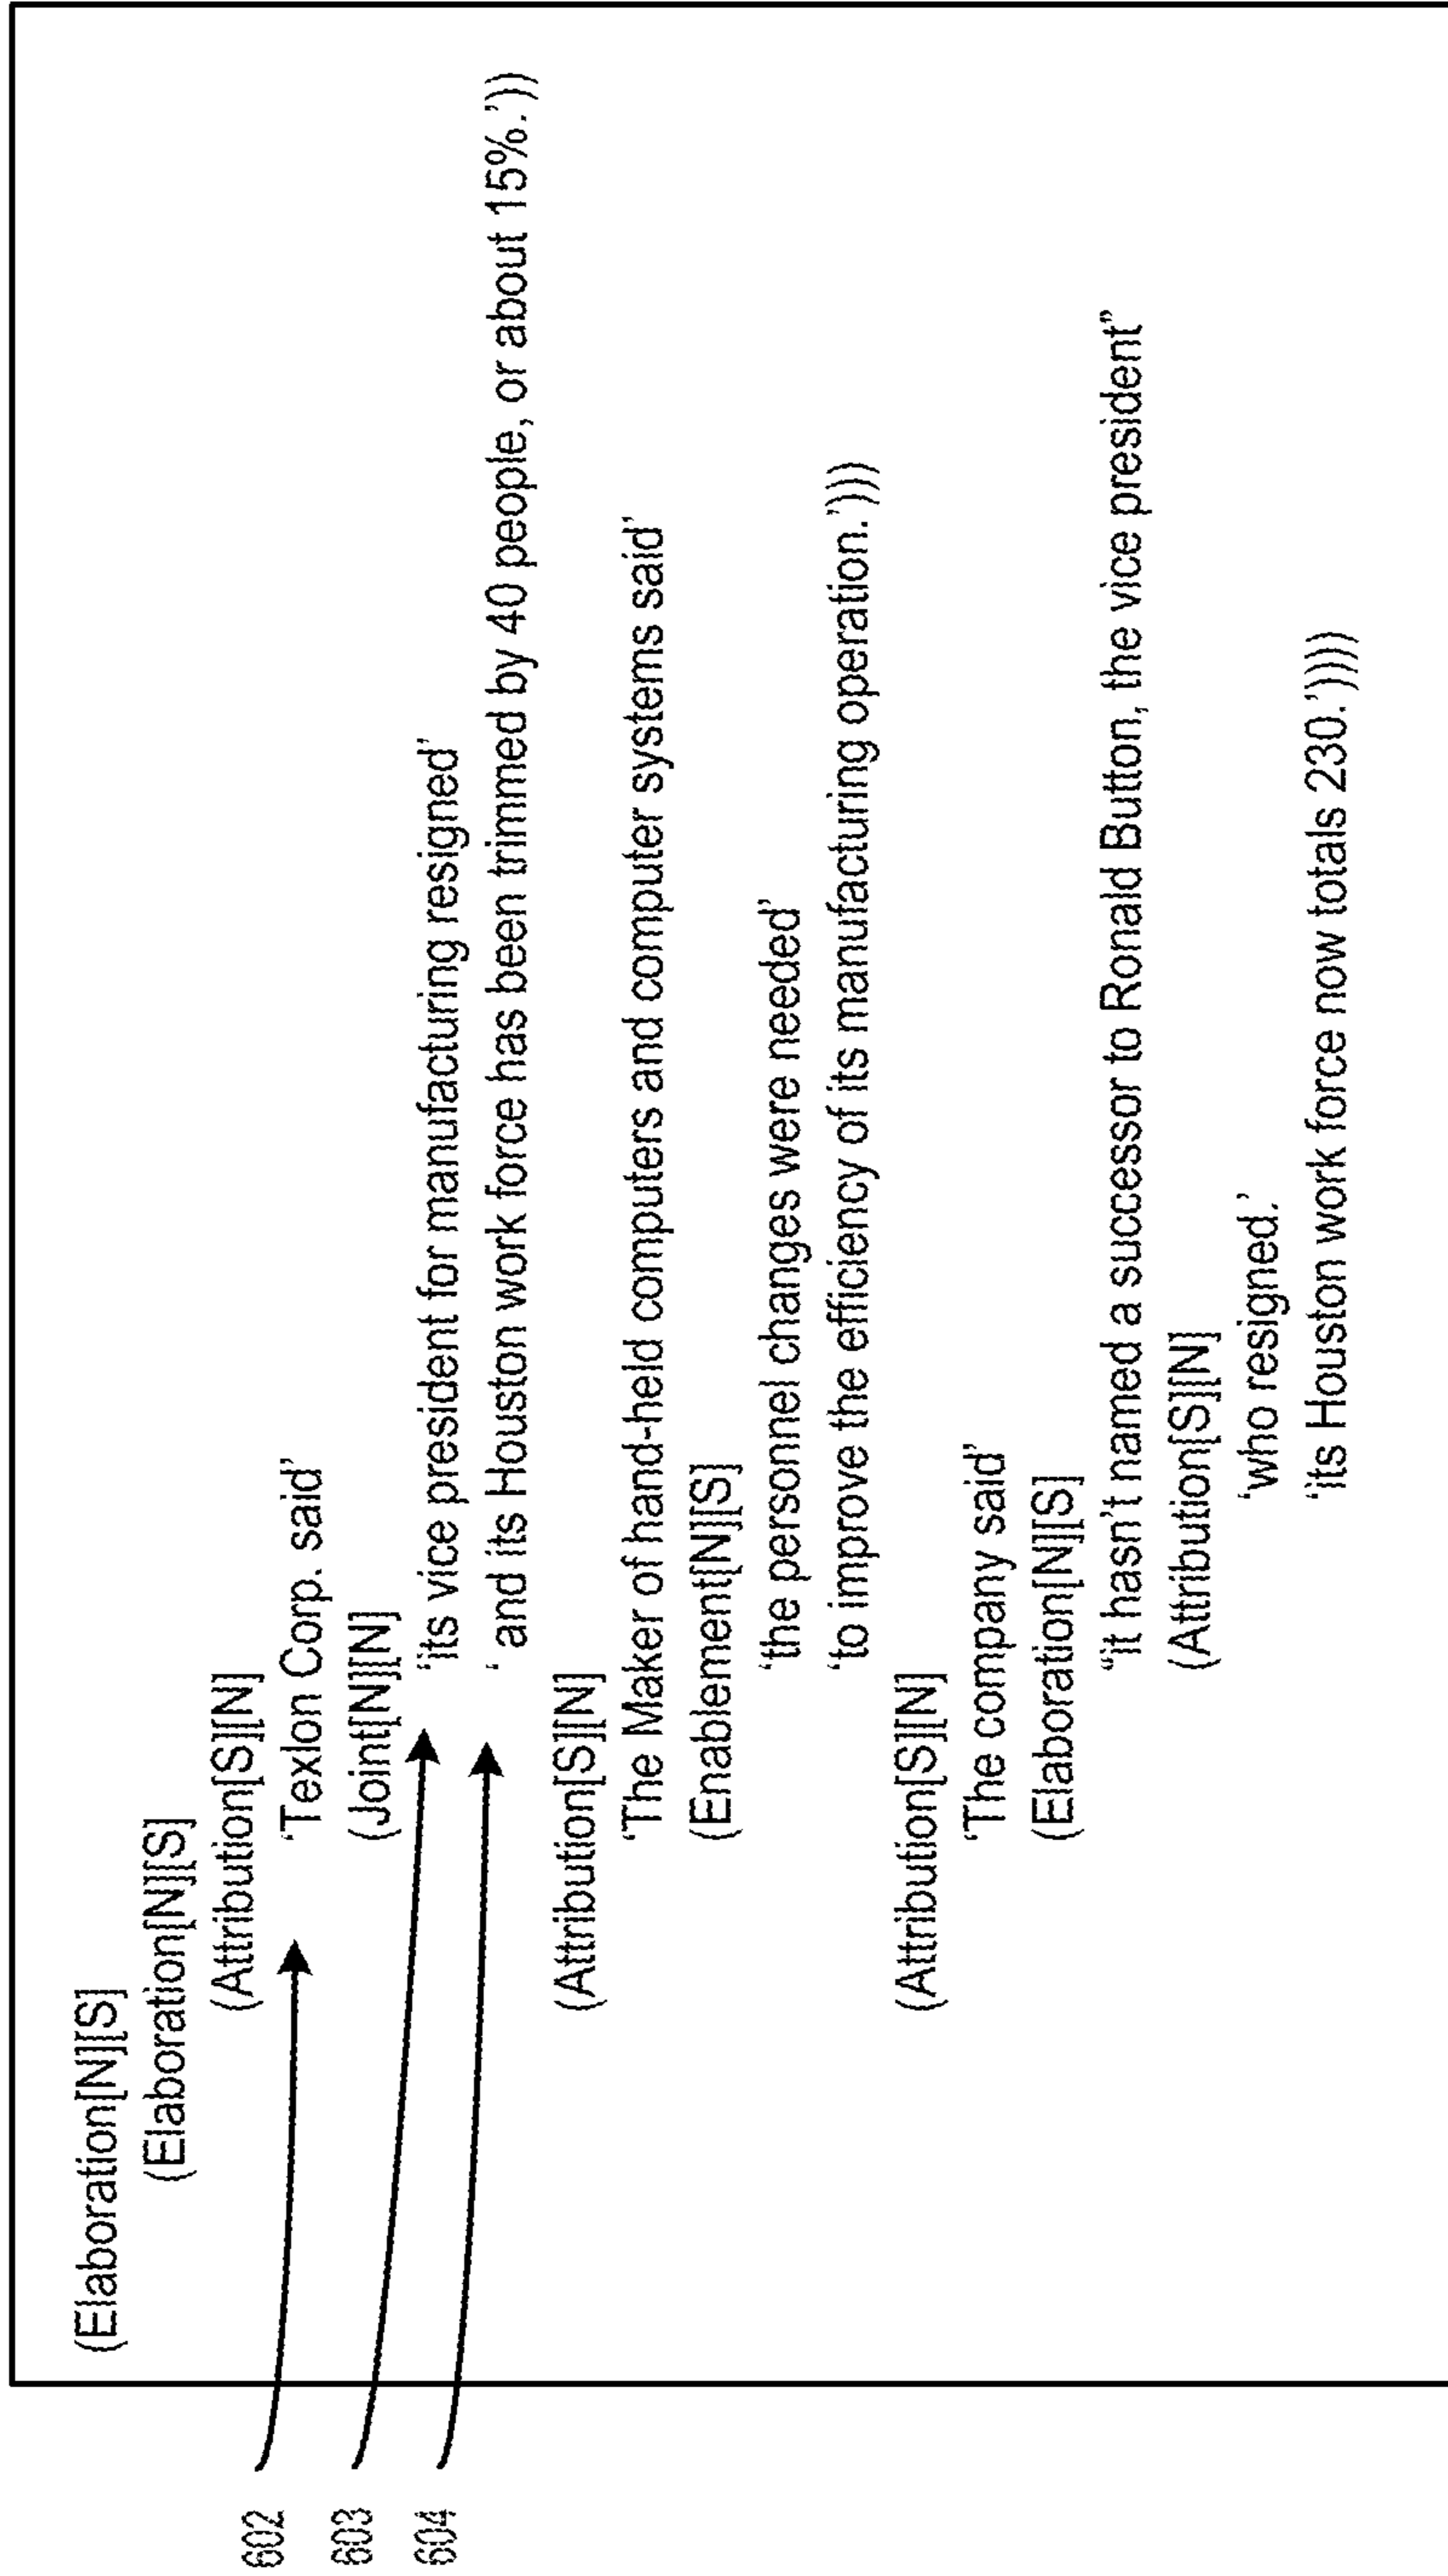 (Elaboration[N][S]
(Elaboration[N][S]
(Attribution[S][N]
602
'Texlon Corp. said'
(Joint[N][N]
603
'its vice president for manufacturing resigned'
604
' and its Houston work force has been trimmed by 40 people, or about 15%.'))
(Attribution[S][N]
'The Maker of hand-held computers and computer systems said'
(Enablement[N][S]
'the personnel changes were needed'
'to improve the efficiency of its manufacturing operation.')))
(Attribution[S][N]
'The company said'
(Elaboration[N][S]
"it hasn't named a successor to Ronald Button, the vice president"
(Attribution[S][N]
'who resigned.'
'its Houston work force now totals 230.'))))